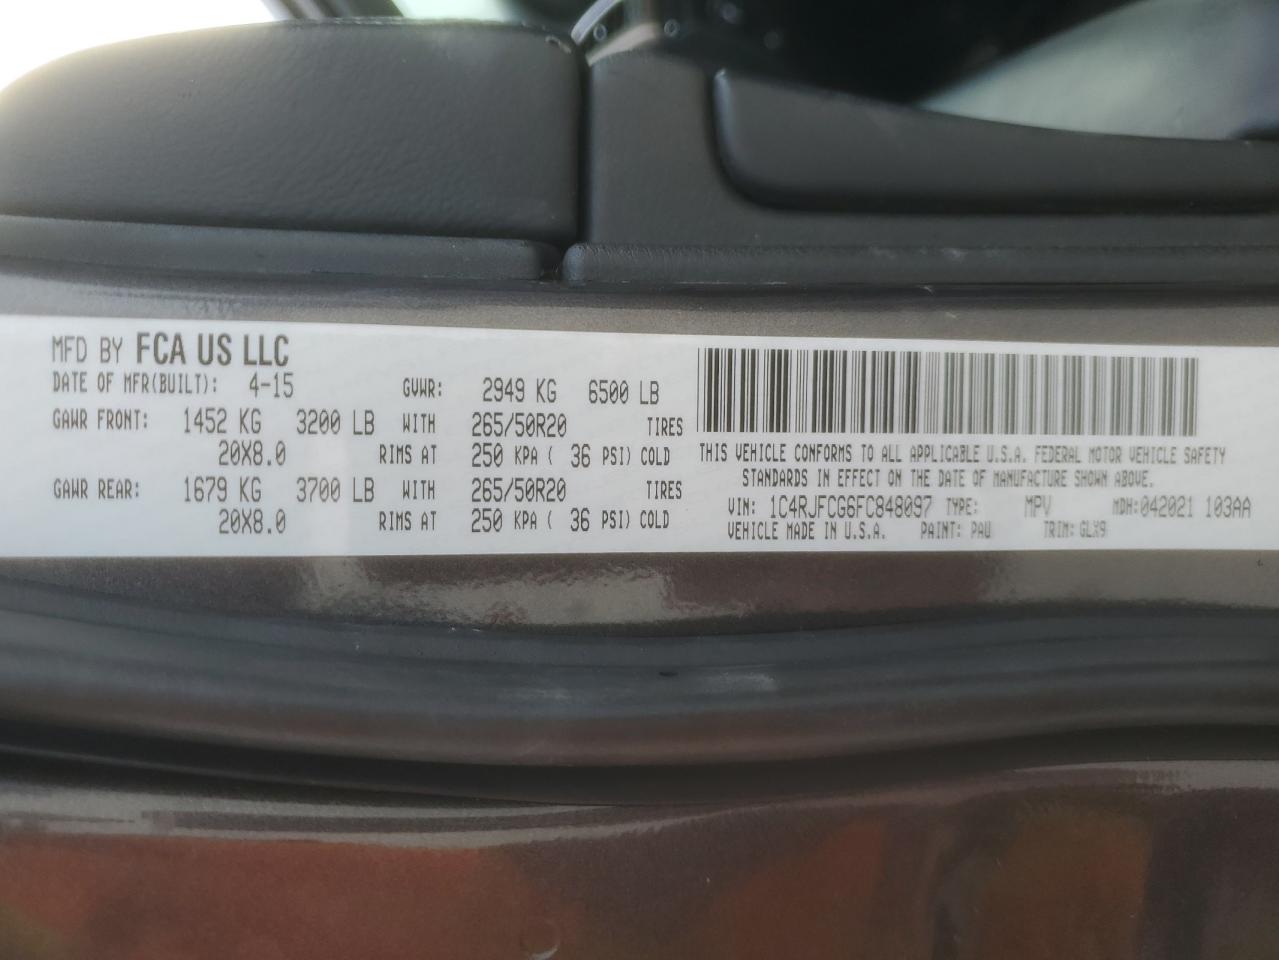 MFD BY FCA US LLC
DATE OF MFR(BUILT): 4-15 GVWR: 2949 KG 6500 LB
GAWR FRONT: 1452 KG 3200 LB WITH 265/50R20 TIRES
20X8.0 RIMS AT 250 KPA ( 36 PSI) COLD
GAWR REAR: 1679 KG 3700 LB WITH 265/50R20 TIRES
20X8.0 RIMS AT 250 KPA ( 36 PSI) COLD
THIS VEHICLE CONFORMS TO ALL APPLICABLE U.S.A. FEDERAL MOTOR VEHICLE SAFETY
STANDARDS IN EFFECT ON THE DATE OF MANUFACTURE SHOWN ABOVE.
VIN: 1C4RJFCG6FC848097 TYPE: MPV MDH:042021 103AA
VEHICLE MADE IN U.S.A. PAINT: PAU TRIM: GLX9